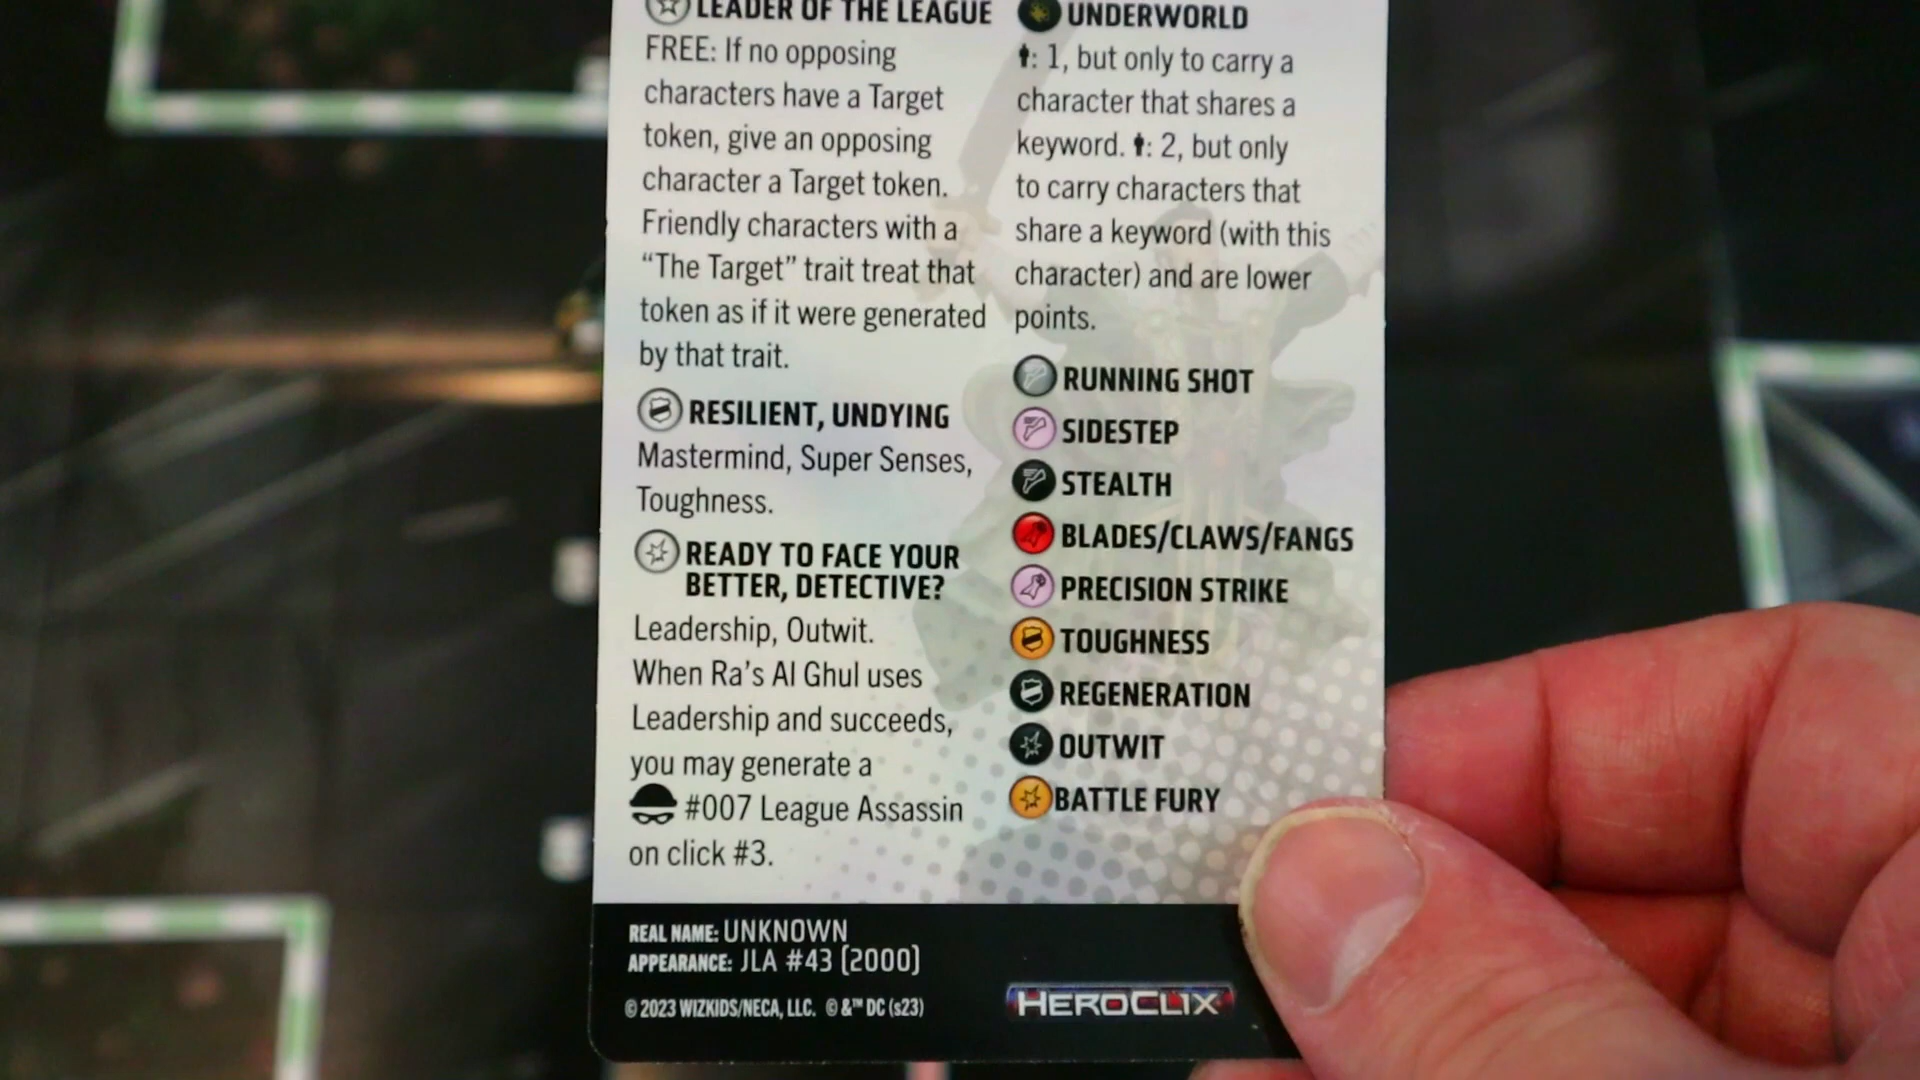 LEADER OF THE LEAGUE
FREE: If no opposing
characters have a Target
token, give an opposing
character a Target token.
Friendly characters with a
“The Target” trait treat that
token as if it were generated
by that trait.
RESILIENT, UNDYING
Mastermind, Super Senses,
Toughness.
READY TO FACE YOUR
BETTER, DETECTIVE?
Leadership, Outwit.
When Ra’s Al Ghul uses
Leadership and succeeds,
you may generate a
#007 League Assassin
on click #3.
UNDERWORLD
: 1, but only to carry a
character that shares a
keyword. : 2, but only
to carry characters that
share a keyword (with this
character) and are lower
points.
RUNNING SHOT
SIDESTEP
STEALTH
BLADES/CLAWS/FANGS
PRECISION STRIKE
TOUGHNESS
REGENERATION
OUTWIT
BATTLE FURY
REAL NAME: UNKNOWN
APPEARANCE: JLA #43 (2000)
© 2023 WIZKIDS/NECA, LLC. © &™ DC (s23)
HEROCLIX